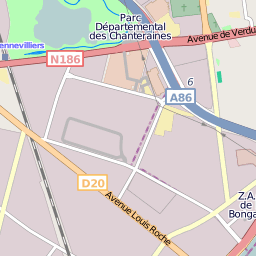 Parc
Départemental
des Chanteraines
ennevilliers
Avenue de Verdu
N186
6
A86
D20
Avenue Louis Roche
Z.A.
de
Bonga